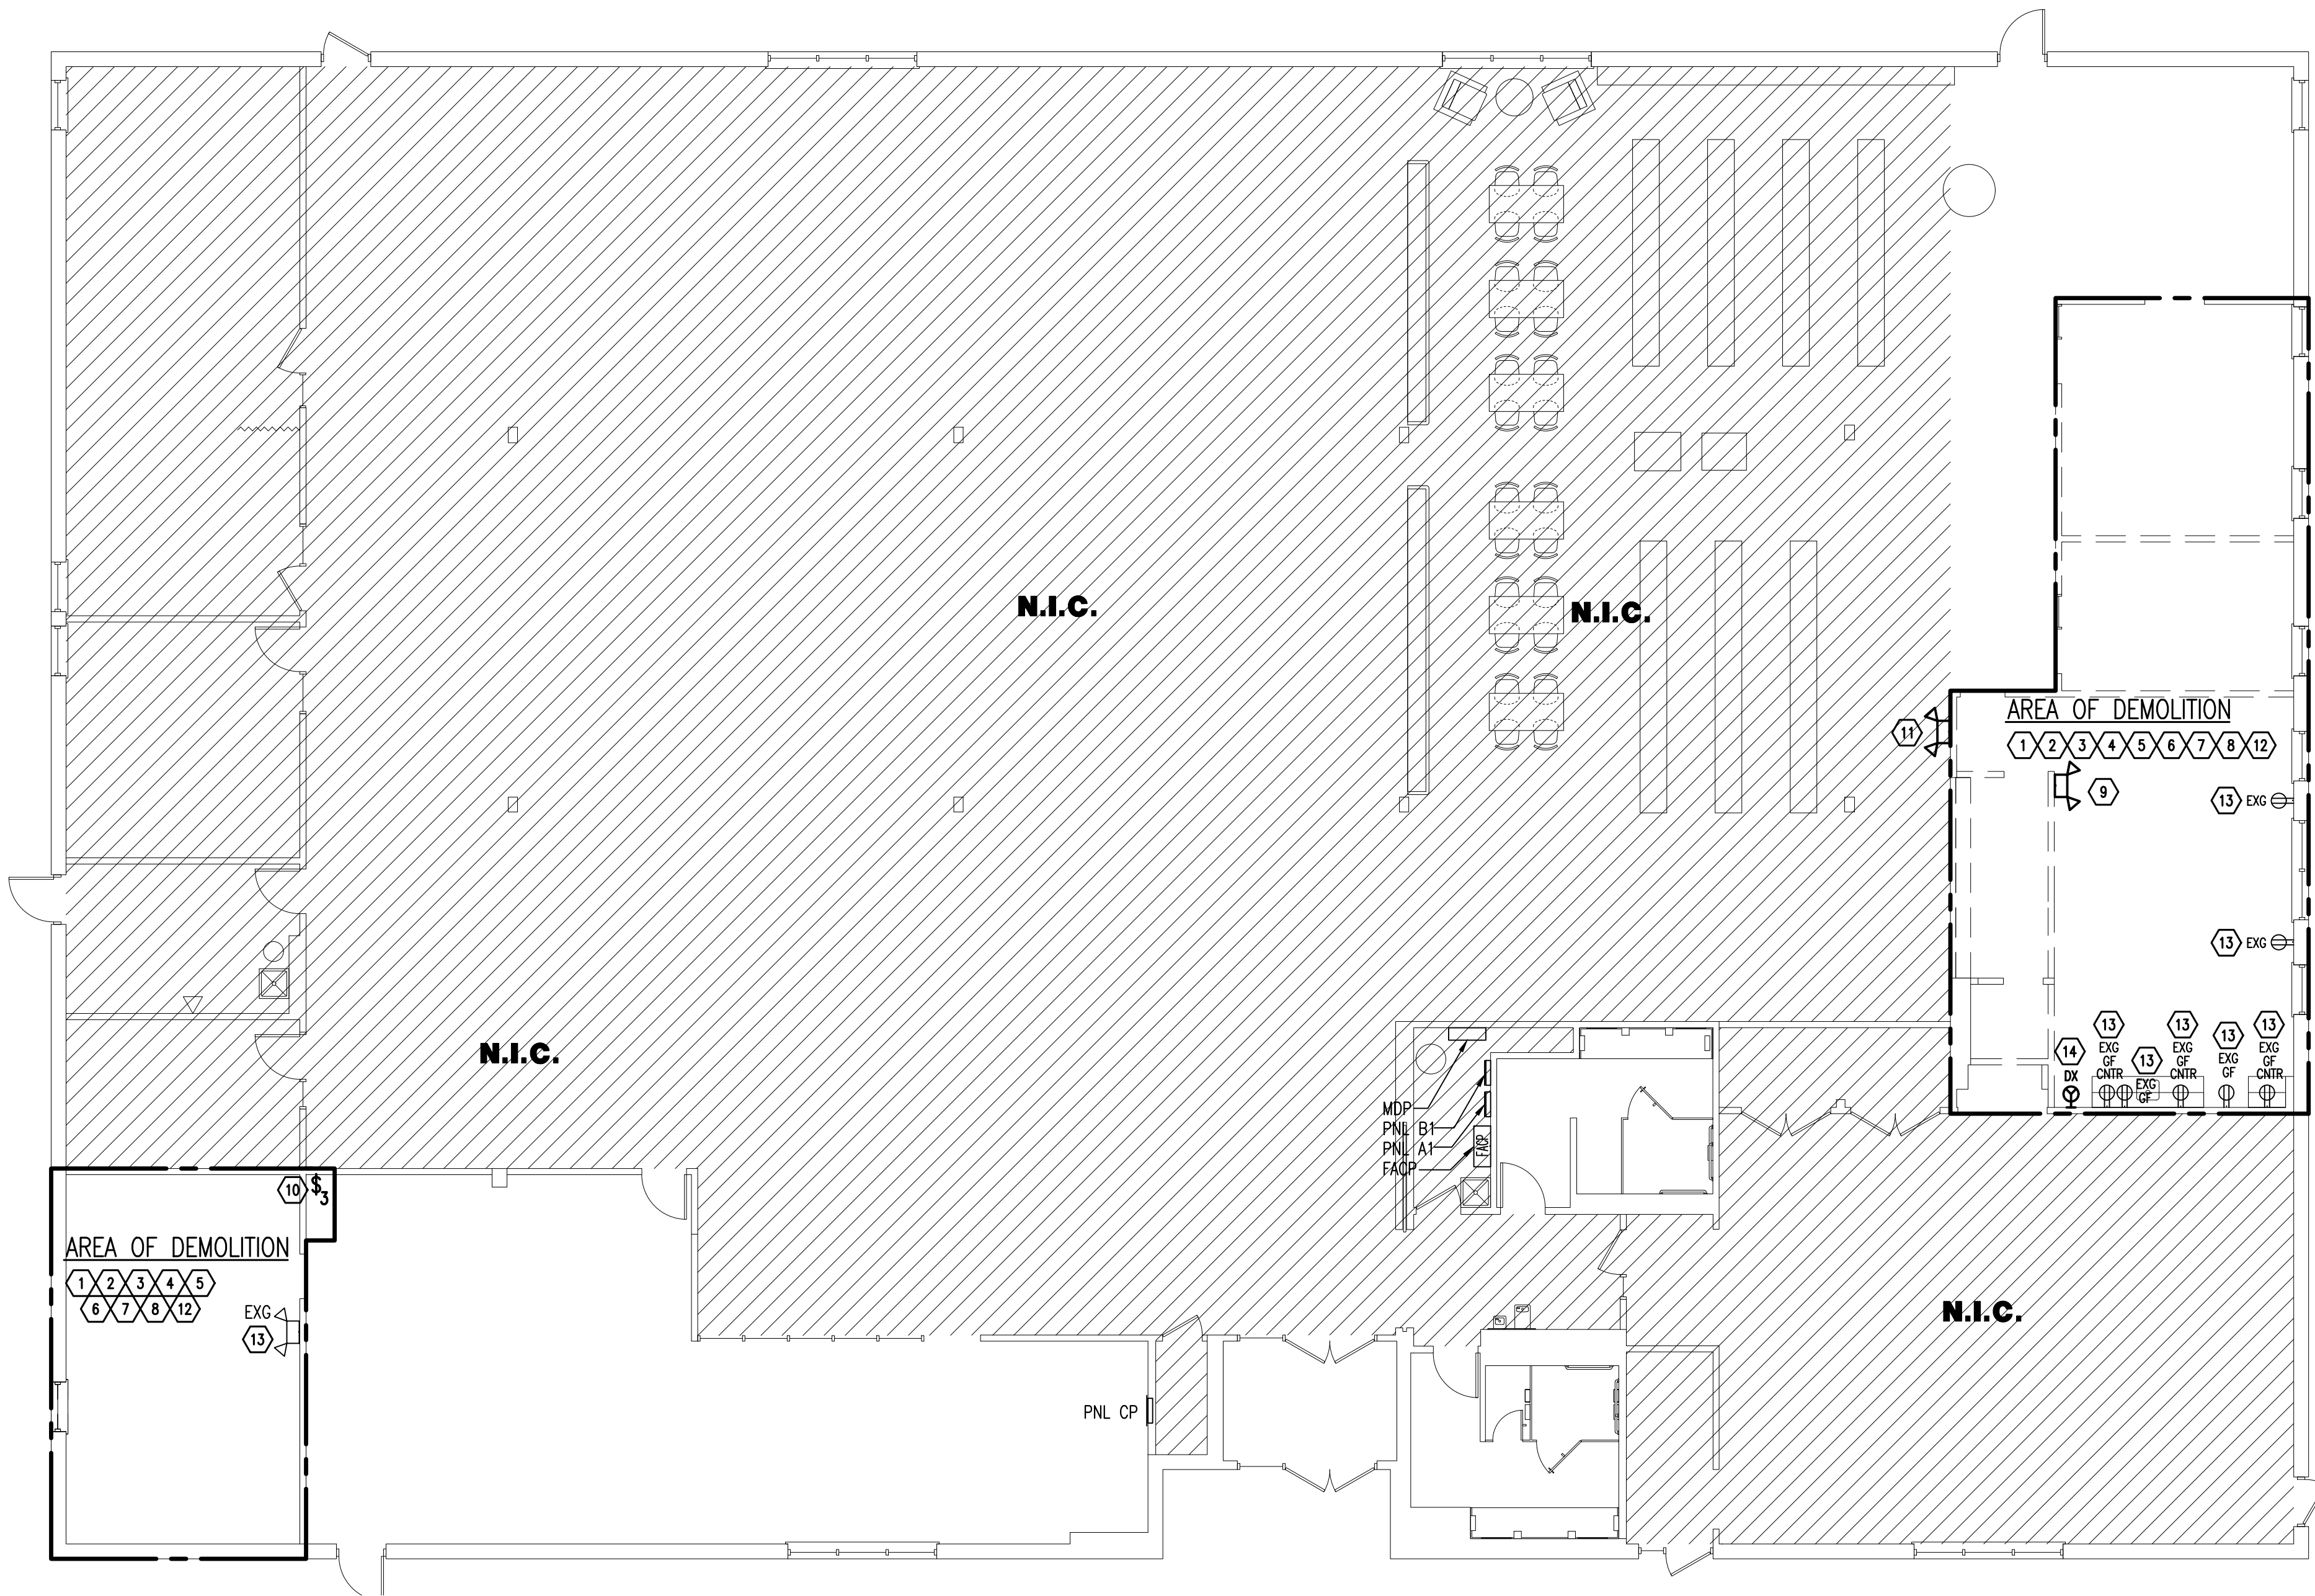 N.I.C.
N.I.C.
AREA OF DEMOLITION
11
1 2 3 4 5 6 7 8 12
9
13 EXG
13 EXG
13
EXG
GF
CNTR
13
EXG
GF
CNTR
13
EXG
GF
13
EXG
GF
CNTR
14
DX
13
EXG
GF
N.I.C.
MDP
PNL B1
PNL A1
FACP
FACP
10 $3
AREA OF DEMOLITION
1 2 3 4 5
6 7 8 12
EXG
13
N.I.C.
PNL CP